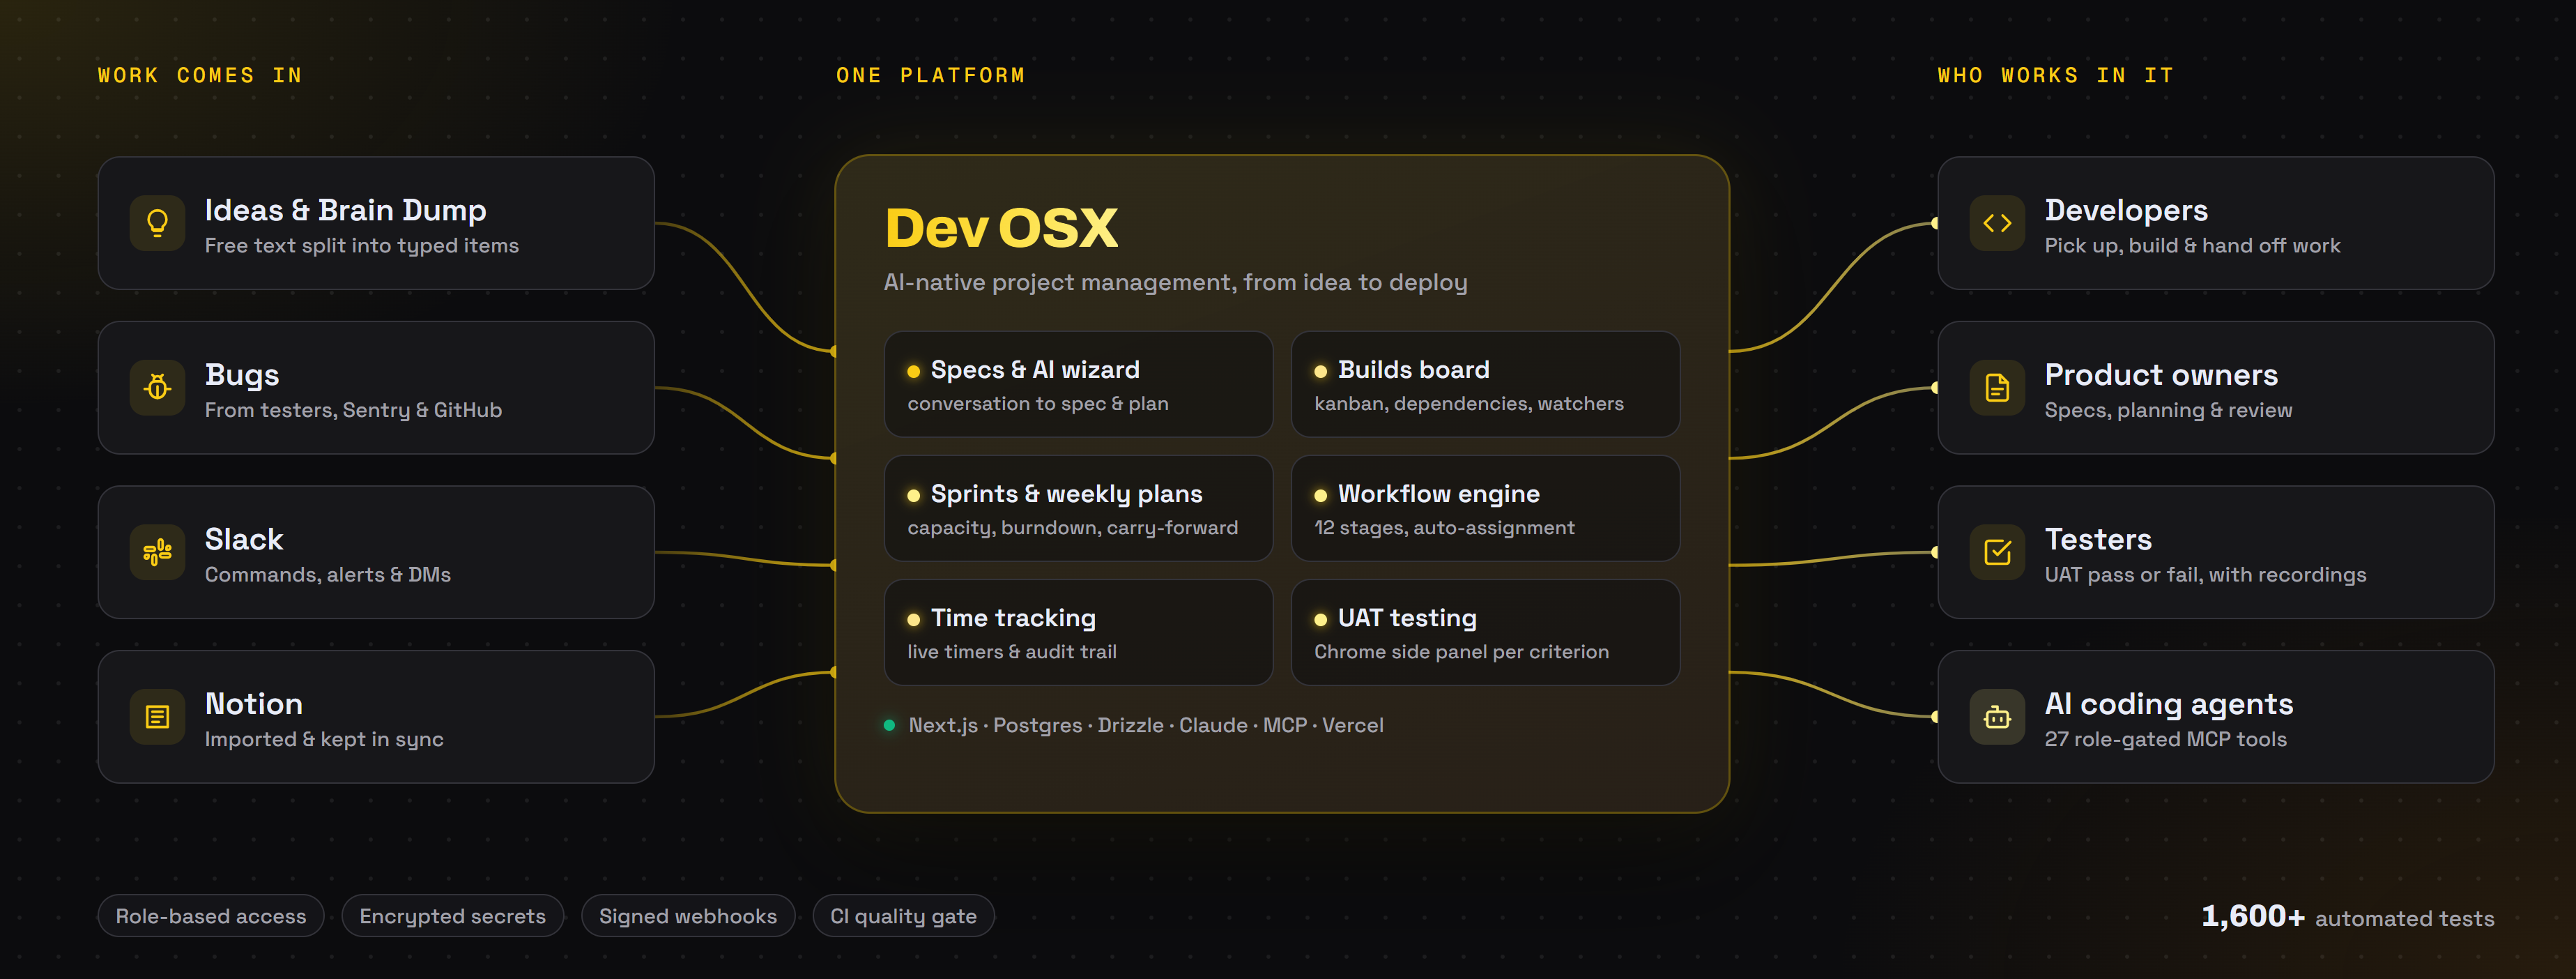 WORK COMES IN
Ideas & Brain Dump
Free text split into typed items
Bugs
From testers, Sentry & GitHub
Slack
Commands, alerts & DMs
Notion
Imported & kept in sync
ONE PLATFORM
Dev OSX
AI-native project management, from idea to deploy
Specs & AI wizard
conversation to spec & plan
Builds board
kanban, dependencies, watchers
Sprints & weekly plans
capacity, burndown, carry-forward
Workflow engine
12 stages, auto-assignment
Time tracking
live timers & audit trail
UAT testing
Chrome side panel per criterion
Next.js · Postgres · Drizzle · Claude · MCP · Vercel
WHO WORKS IN IT
Developers
Pick up, build & hand off work
Product owners
Specs, planning & review
Testers
UAT pass or fail, with recordings
AI coding agents
27 role-gated MCP tools
Role-based access
Encrypted secrets
Signed webhooks
CI quality gate
1,600+ automated tests